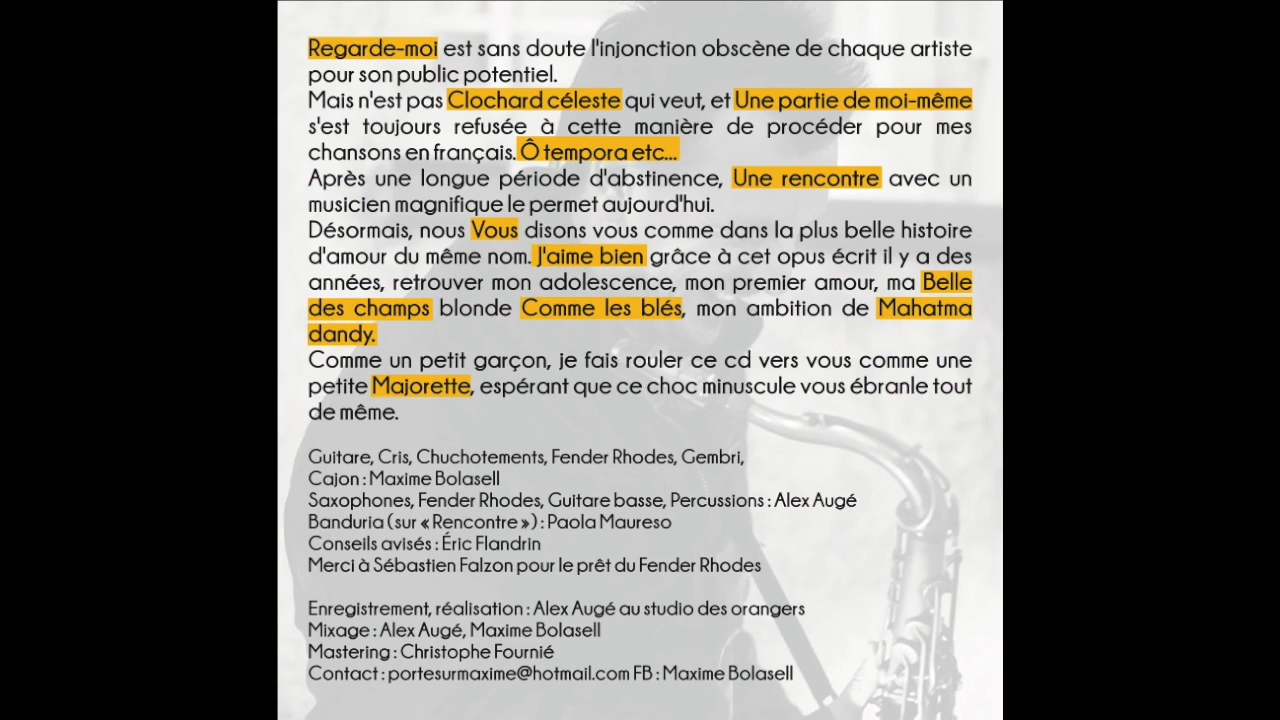 Regarde-moi est sans doute l'injonction obscène de chaque artiste
pour son public potentiel.
Mais n'est pas Clochard céleste qui veut, et Une partie de moi-même
s'est toujours refusée à cette manière de procéder pour mes
chansons en français. Ô tempora etc...
Après une longue période d'abstinence, Une rencontre avec un
musicien magnifique le permet aujourd'hui.
Désormais, nous Vous disons vous comme dans la plus belle histoire
d'amour du même nom. J'aime bien grâce à cet opus écrit il y a des
années, retrouver mon adolescence, mon premier amour, ma Belle
des champs blonde Comme les blés, mon ambition de Mahatma
dandy.
Comme un petit garçon, je fais rouler ce cd vers vous comme une
petite Majorette, espérant que ce choc minuscule vous ébranle tout
de même.
Guitare, Cris, Chuchotements, Fender Rhodes, Gembri,
Cajon : Maxime Bolasell
Saxophones, Fender Rhodes, Guitare basse, Percussions : Alex Augé
Banduria (sur « Rencontre ») : Paola Maureso
Conseils avisés : Éric Flandrin
Merci à Sébastien Falzon pour le prêt du Fender Rhodes
Enregistrement, réalisation : Alex Augé au studio des orangers
Mixage : Alex Augé, Maxime Bolasell
Mastering : Christophe Fournié
Contact : portesurmaxime@hotmail.com FB : Maxime Bolasell